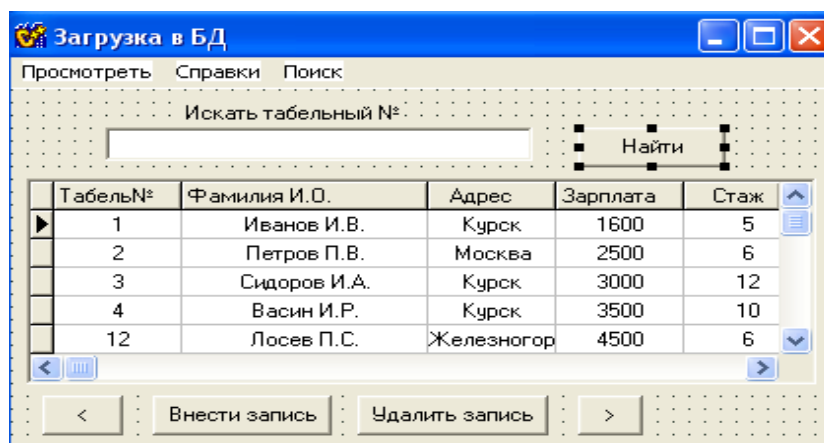 Загрузка в БД
Просмотреть Справки Поиск
Искать табельный №
Найти
Табель№ Фамилия И.О. Адрес Зарплата Стаж
1 Иванов И.В. Курск 1600 5
2 Петров П.В. Москва 2500 6
3 Сидоров И.А. Курск 3000 12
4 Васин И.Р. Курск 3500 10
12 Лосев П.С. Железногор 4500 6
< Внести запись Удалить запись >